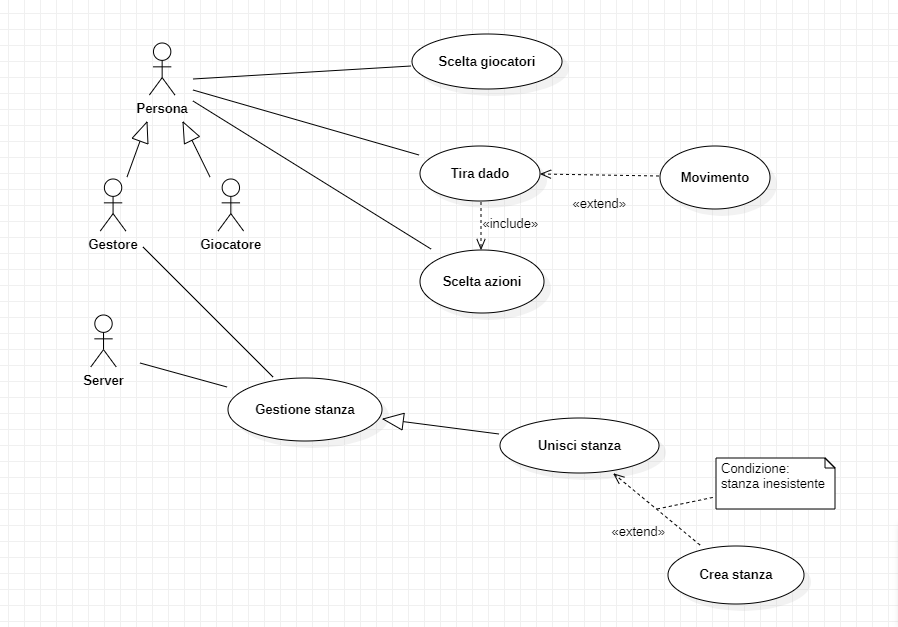 Scelta giocatori
Persona
Tira dado
Movimento
«extend»
«include»
Gestore
Giocatore
Scelta azioni
Server
Gestione stanza
Unisci stanza
Condizione:
stanza inesistente
«extend»
Crea stanza